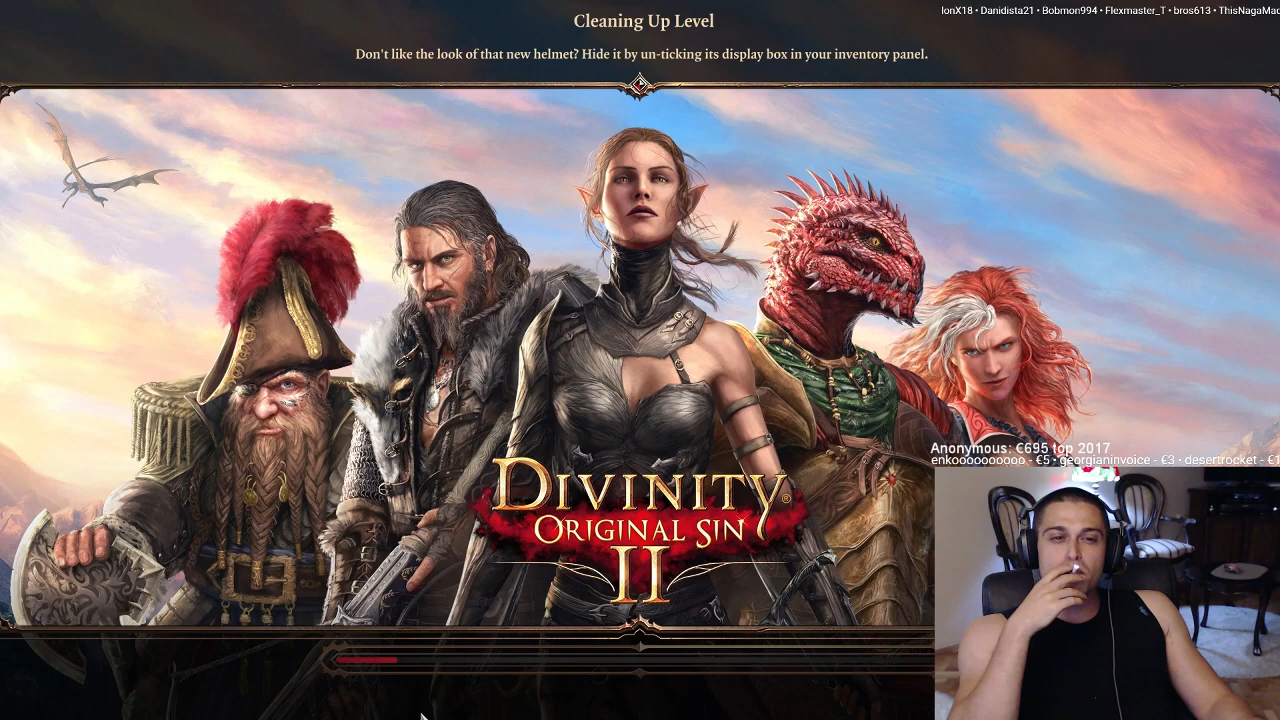 IonX18 • Danidista21 • Bobmon994 • Flexmaster_T • bros613 • ThisNagaMad
Cleaning Up Level
Don't like the look of that new helmet? Hide it by un-ticking its display box in your inventory panel.
Anonymous: €695 top 2017
enkoooooooooo - €5 • georgianinvoice - €3 • desertrocket - €1
DIVINITY®
ORIGINAL SIN
II